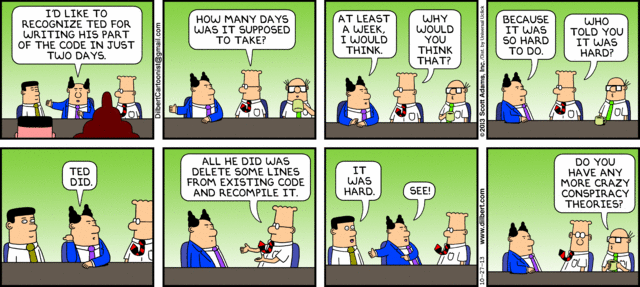 I'D LIKE TO
RECOGNIZE TED FOR
WRITING HIS PART
OF THE CODE IN JUST
TWO DAYS.
DilbertCartoonist@gmail.com
HOW MANY DAYS
WAS IT SUPPOSED
TO TAKE?
AT LEAST
A WEEK,
I WOULD
THINK.
WHY
WOULD
YOU
THINK
THAT?
©2013 Scott Adams, Inc./Dist. by Universal Uclick
BECAUSE
IT WAS
SO HARD
TO DO.
WHO
TOLD YOU
IT WAS
HARD?
TED
DID.
ALL HE DID WAS
DELETE SOME LINES
FROM EXISTING CODE
AND RECOMPILE IT.
IT
WAS
HARD.
SEE!
10-27-13 www.dilbert.com
DO YOU
HAVE ANY
MORE CRAZY
CONSPIRACY
THEORIES?